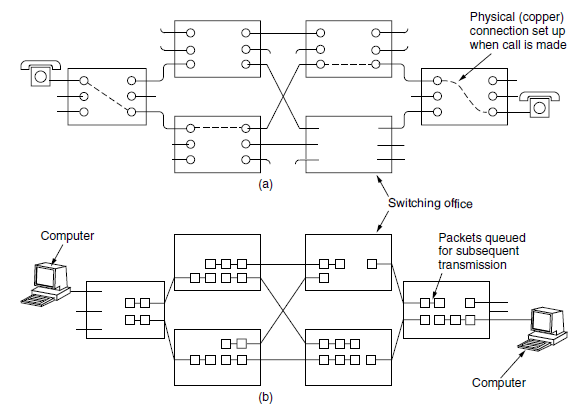 Physical (copper)
connection set up
when call is made
(a)
Switching office
Computer
Packets queued
for subsequent
transmission
Computer
(b)